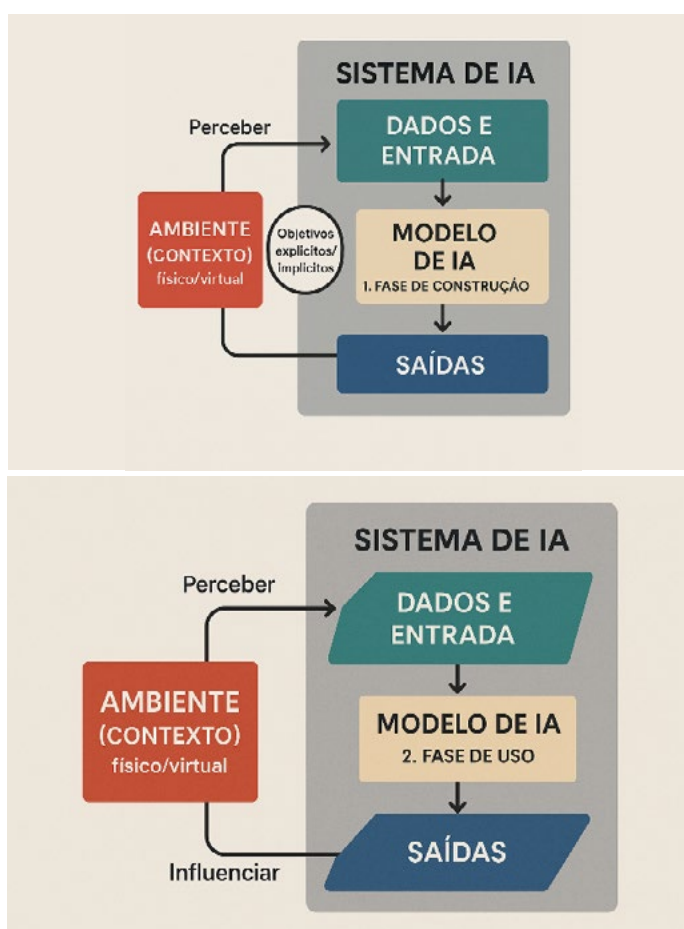 SISTEMA DE IA
Perceber
DADOS E
ENTRADA
AMBIENTE
(CONTEXTO)
físico/virtual
Objetivos
explícitos/
implícitos
MODELO
DE IA
1. FASE DE CONSTRUÇÃO
SAÍDAS
SISTEMA DE IA
Perceber
DADOS E
ENTRADA
AMBIENTE
(CONTEXTO)
físico/virtual
MODELO DE IA
2. FASE DE USO
SAÍDAS
Influenciar